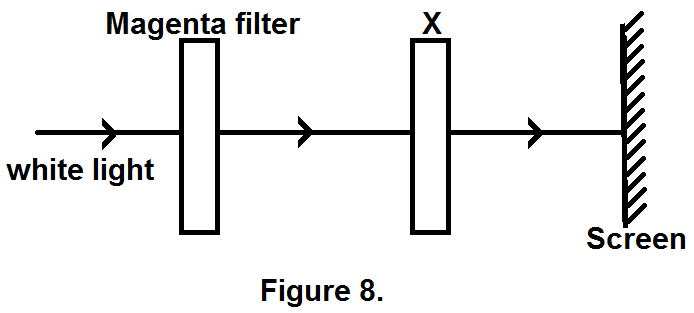 Magenta filter
X
white light
Screen
Figure 8.